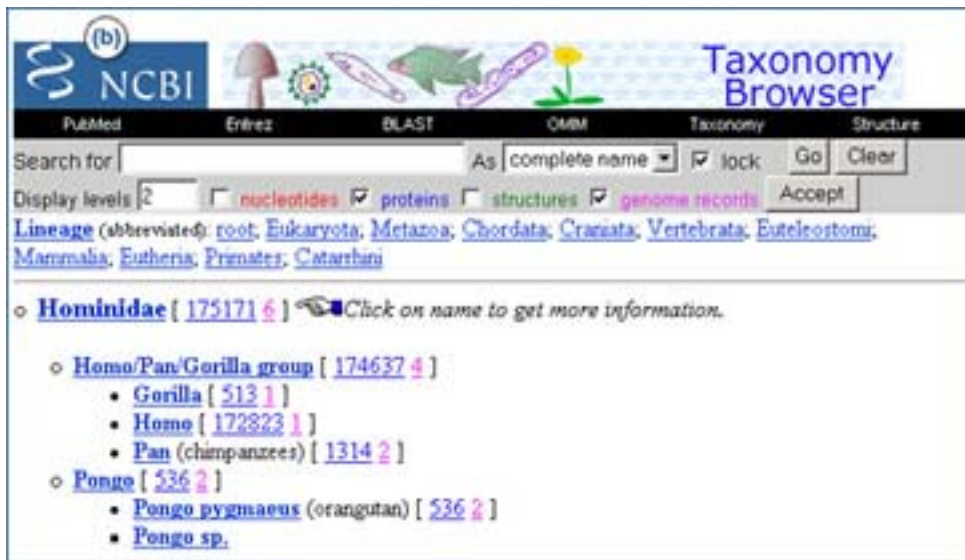 (b)
NCBI
Taxonomy
Browser
PubMed Entrez BLAST OMIM Taxonomy Structure
Search for As complete name lock Go Clear
Display levels 2 nucleotides proteins structures genome records Accept
Lineage (abbreviated): root; Eukaryota; Metazoa; Chordata; Craniata; Vertebrata; Euteleostomi;
Mammalia; Eutheria; Primates; Catarrhini
Hominidae [ 175171 6 ] Click on name to get more information.
Homo/Pan/Gorilla group [ 174637 4 ]
Gorilla [ 513 1 ]
Homo [ 172823 1 ]
Pan (chimpanzees) [ 1314 2 ]
Pongo [ 536 2 ]
Pongo pygmaeus (orangutan) [ 536 2 ]
Pongo sp.